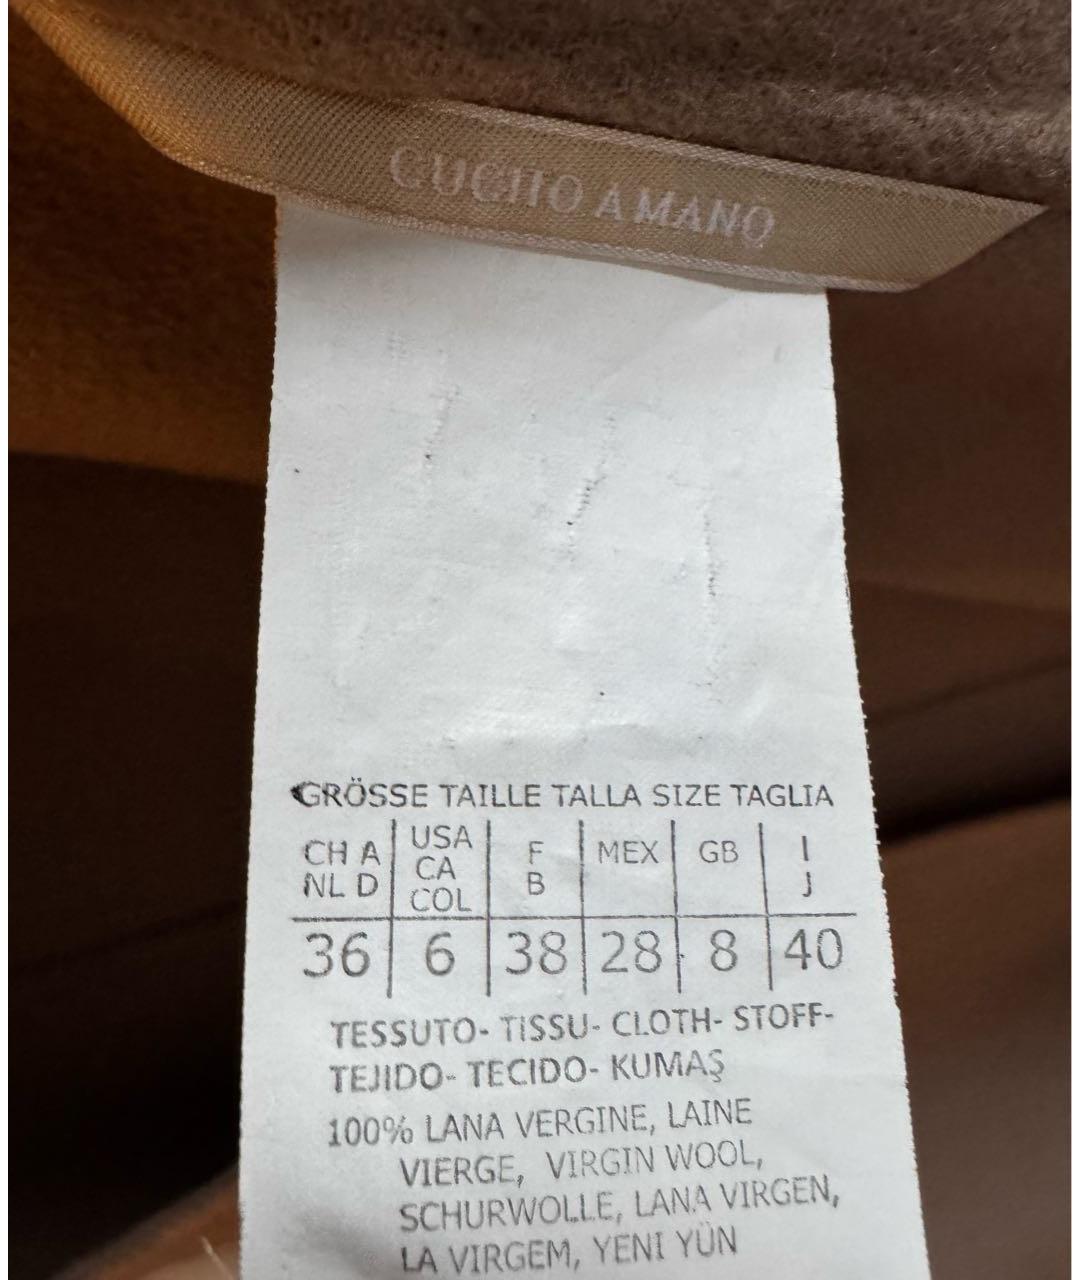 CUCITO A MANO
GRÖSSE TAILLE TALLA SIZE TAGLIA
CH A NL D USA CA COL F B MEX GB I J
36 6 38 28 8 40
TESSUTO- TISSU- CLOTH- STOFF-
TEJIDO- TECIDO- KUMAŞ
100% LANA VERGINE, LAINE
VIERGE, VIRGIN WOOL,
SCHURWOLLE, LANA VIRGEN,
LA VIRGEM, YENI YÜN